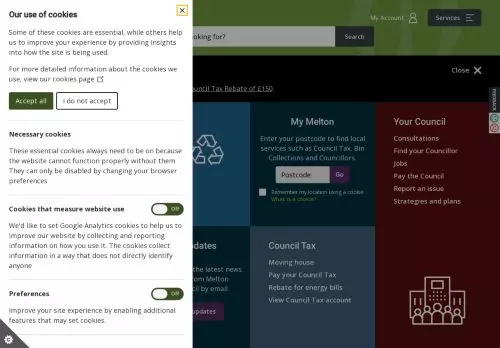 Our use of cookies
Some of these cookies are essential, while others help
us to improve your experience by providing insights
into how the site is being used.
For more detailed information about the cookies we
use, view our cookies page
Accept all
I do not accept
Necessary cookies
These essential cookies always need to be on because
the website cannot function properly without them.
They can only be disabled by changing your browser
preferences
Cookies that measure website use
Off
We'd like to set Google Analytics cookies to help us to
improve our website by collecting and reporting
information on how you use it. The cookies collect
information in a way that does not directly identify
anyone
Preferences
Off
Improve your site experience by enabling additional
features that may set cookies.
My Account
Services
king for?
Search
Close
ouncil Tax Rebate of £150
FEEDBACK
My Melton
Enter your postcode to find local
services such as Council Tax, Bin
Collections and Councillors.
Postcode
Go
Remember my location using a cookie
What is a cookie?
Your Council
Consultations
Find your Councillor
Jobs
Pay the Council
Report an issue
Strategies and plans
pdates
the latest news
om Melton
cil by email.
updates
Council Tax
Moving house
Pay your Council Tax
Rebate for energy bills
View Council Tax account